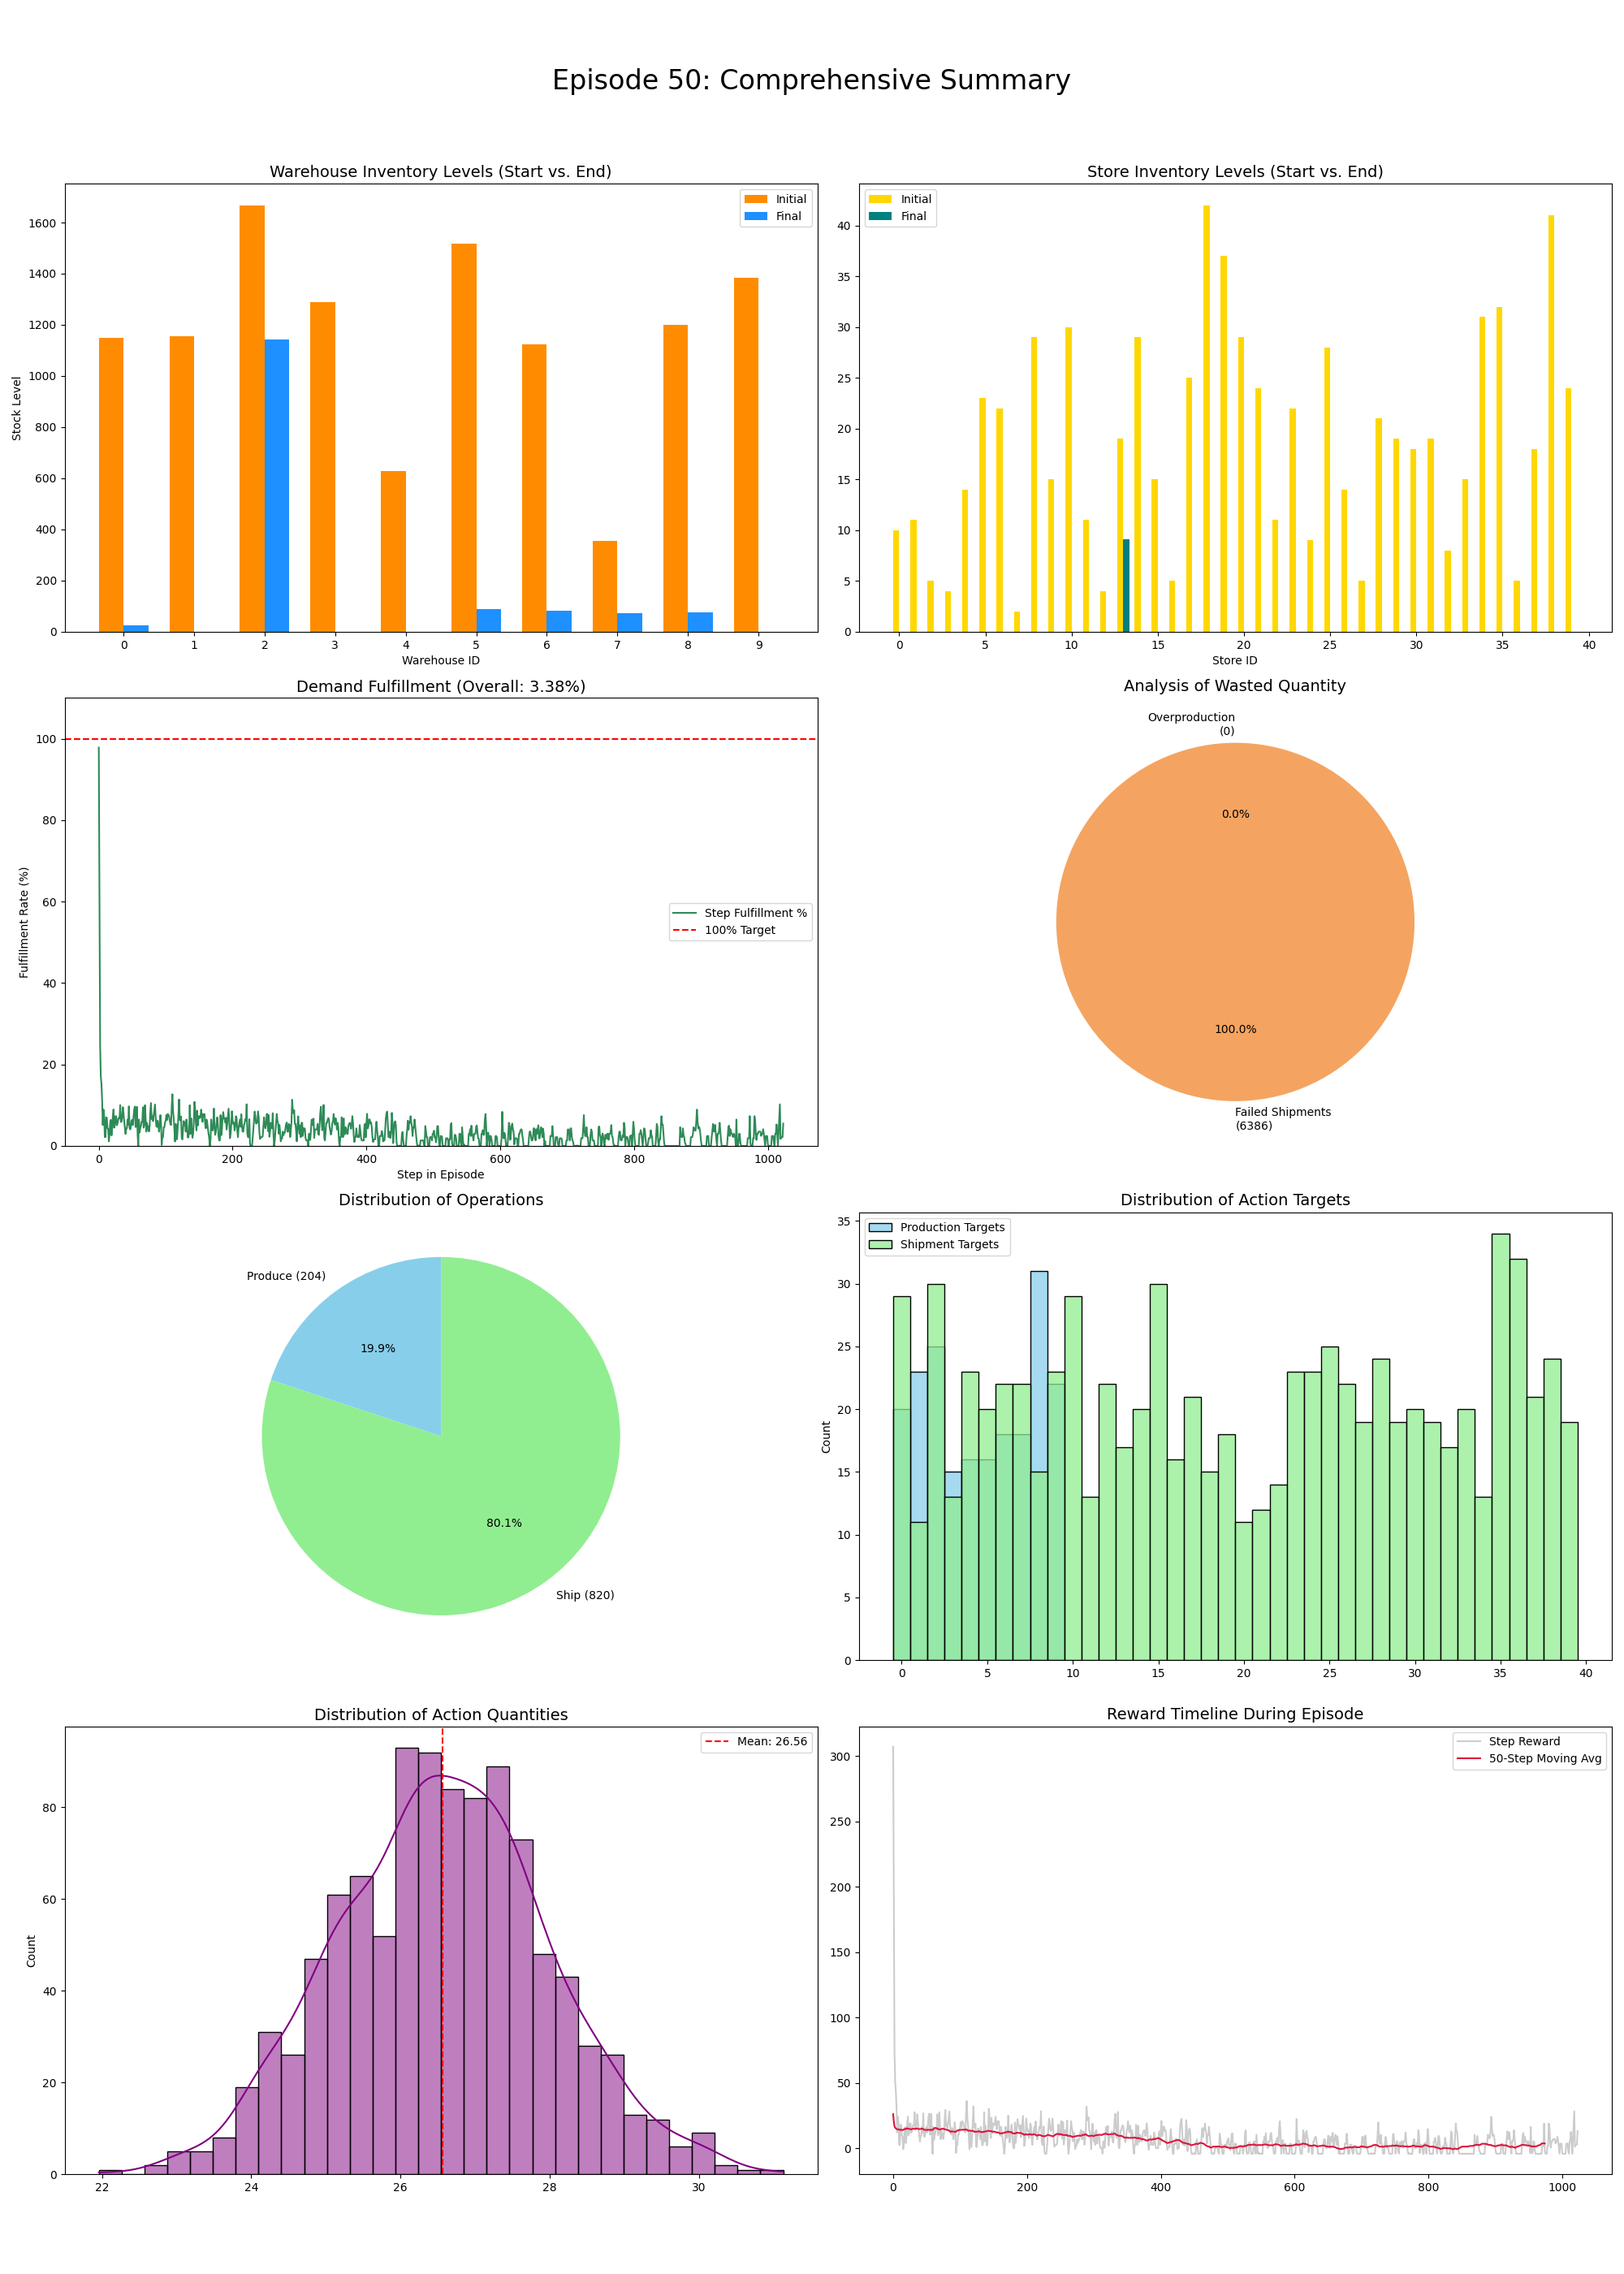 Episode 50: Comprehensive Summary
Warehouse Inventory Levels (Start vs. End)
Initial
Final
1600
1400
1200
1000
800
600
400
200
0
Stock Level
0 1 2 3 4 5 6 7 8 9
Warehouse ID
Store Inventory Levels (Start vs. End)
Initial
Final
40
35
30
25
20
15
10
5
0
0 5 10 15 20 25 30 35 40
Store ID
Demand Fulfillment (Overall: 3.38%)
100
80
60
40
20
0
Fulfillment Rate (%)
Step Fulfillment %
100% Target
0 200 400 600 800 1000
Step in Episode
Analysis of Wasted Quantity
Overproduction
(0)
0.0%
100.0%
Failed Shipments
(6386)
Distribution of Operations
Produce (204)
19.9%
80.1%
Ship (820)
Distribution of Action Targets
Production Targets
Shipment Targets
35
30
25
20
15
10
5
0
Count
0 5 10 15 20 25 30 35 40
Distribution of Action Quantities
Mean: 26.56
80
60
40
20
0
Count
22 24 26 28 30
Reward Timeline During Episode
Step Reward
50-Step Moving Avg
300
250
200
150
100
50
0
0 200 400 600 800 1000